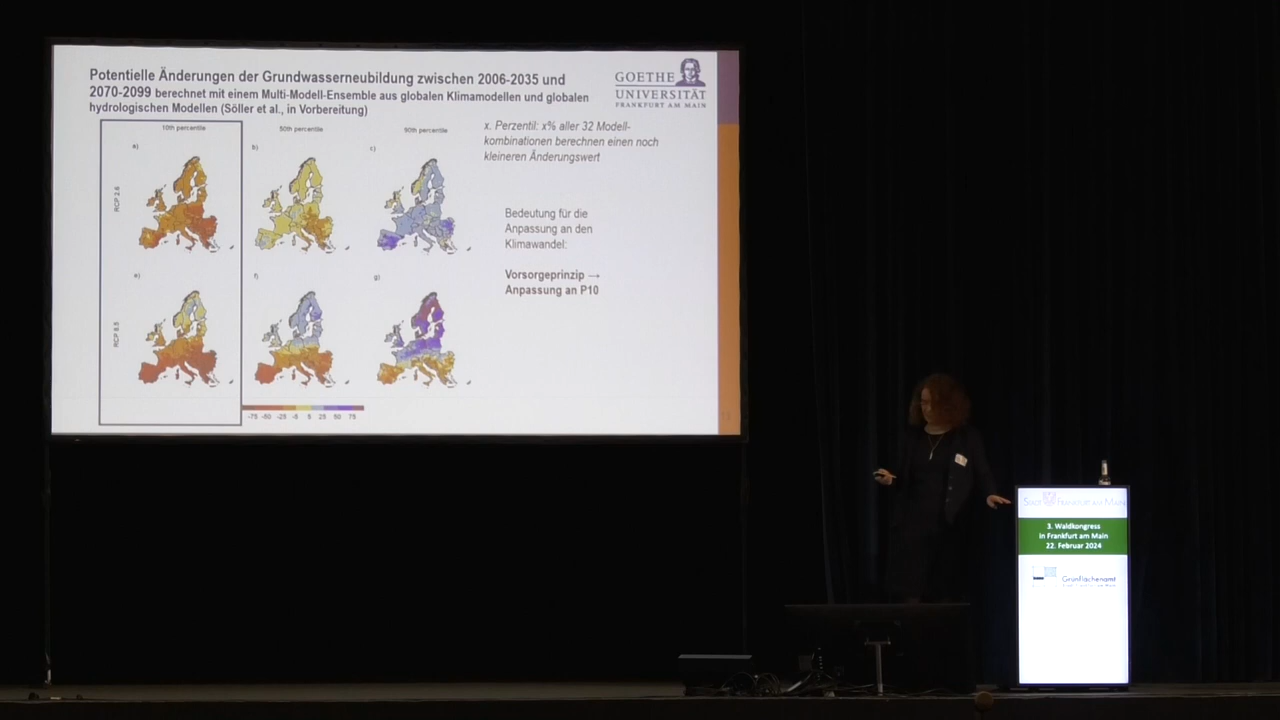 Potentielle Änderungen der Grundwasserneubildung zwischen 2006-2035 und
2070-2099 berechnet mit einem Multi-Modell-Ensemble aus globalen Klimamodellen und globalen
hydrologischen Modellen (Söller et al., in Vorbereitung)
GOETHE
UNIVERSITÄT
FRANKFURT AM MAIN
10th percentile
50th percentile
90th percentile
x. Perzentil: x% aller 32 Modell-
kombinationen berechnen einen noch
kleineren Änderungswert
a)
b)
c)
RCP 2.6
Bedeutung für die
Anpassung an den
Klimawandel:
Vorsorgeprinzip →
Anpassung an P10
e)
f)
g)
RCP 8.5
-75 -50 -25 -5 5 25 50 75
Stadt Frankfurt am Main
3. Waldkongress
in Frankfurt am Main
22. Februar 2024
Grünflächenamt